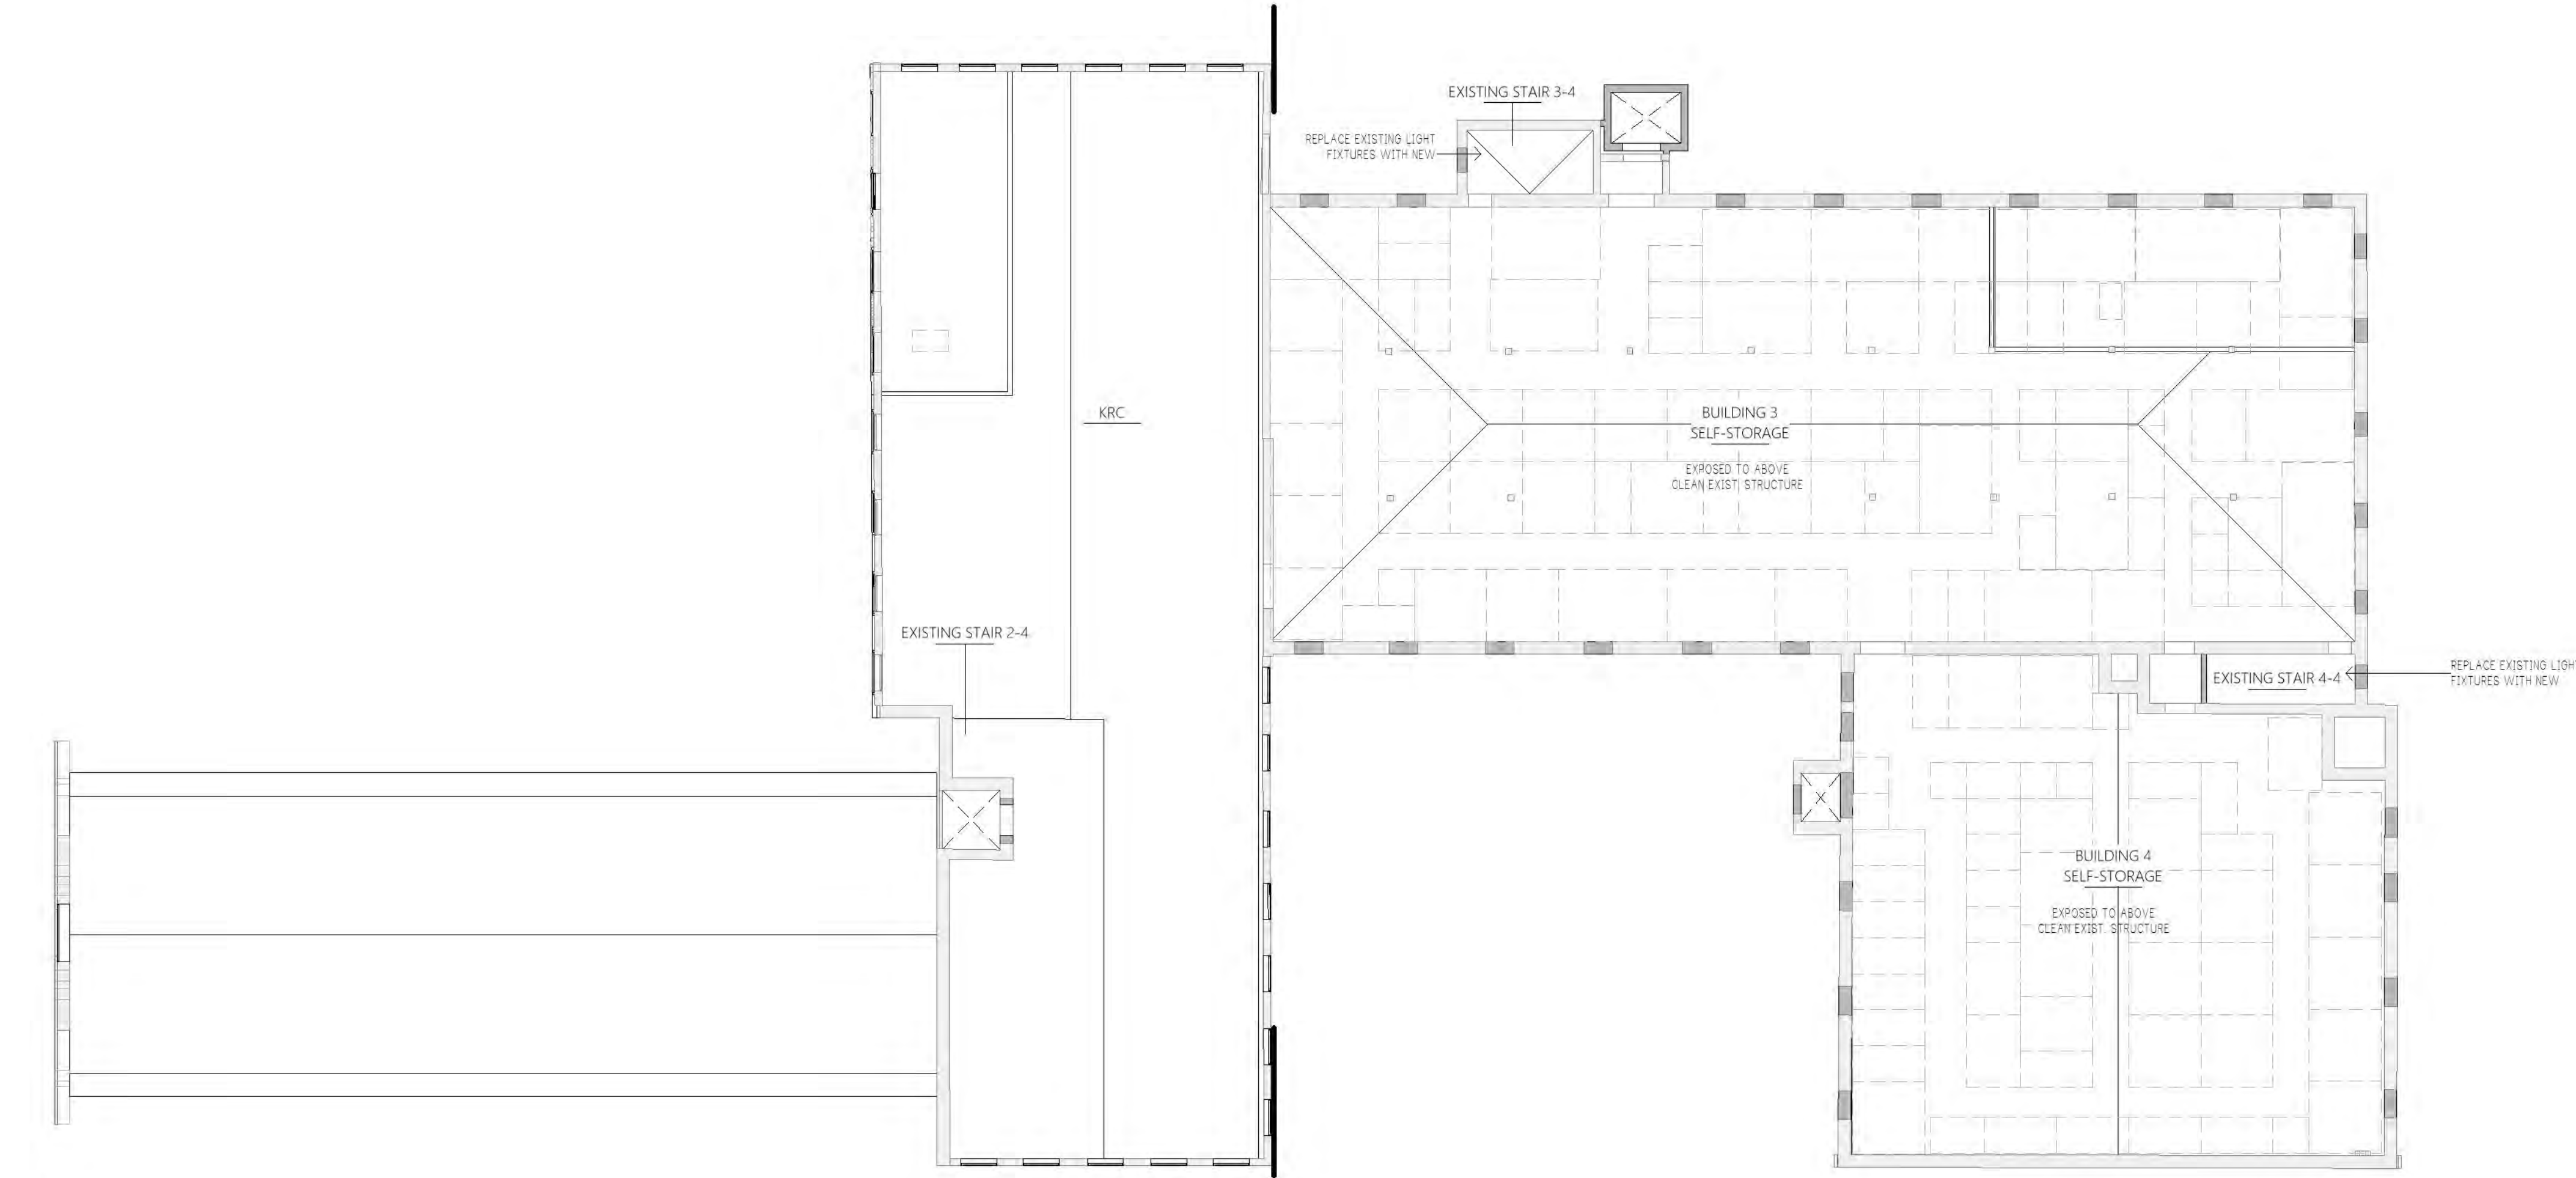 EXISTING STAIR 3-4
REPLACE EXISTING LIGHT
FIXTURES WITH NEW
KRC
BUILDING 3
SELF-STORAGE
EXPOSED TO ABOVE
CLEAN EXIST. STRUCTURE
EXISTING STAIR 2-4
REPLACE EXISTING LIGH
FIXTURES WITH NEW
EXISTING STAIR 4-4
BUILDING 4
SELF-STORAGE
EXPOSED TO ABOVE
CLEAN EXIST. STRUCTURE